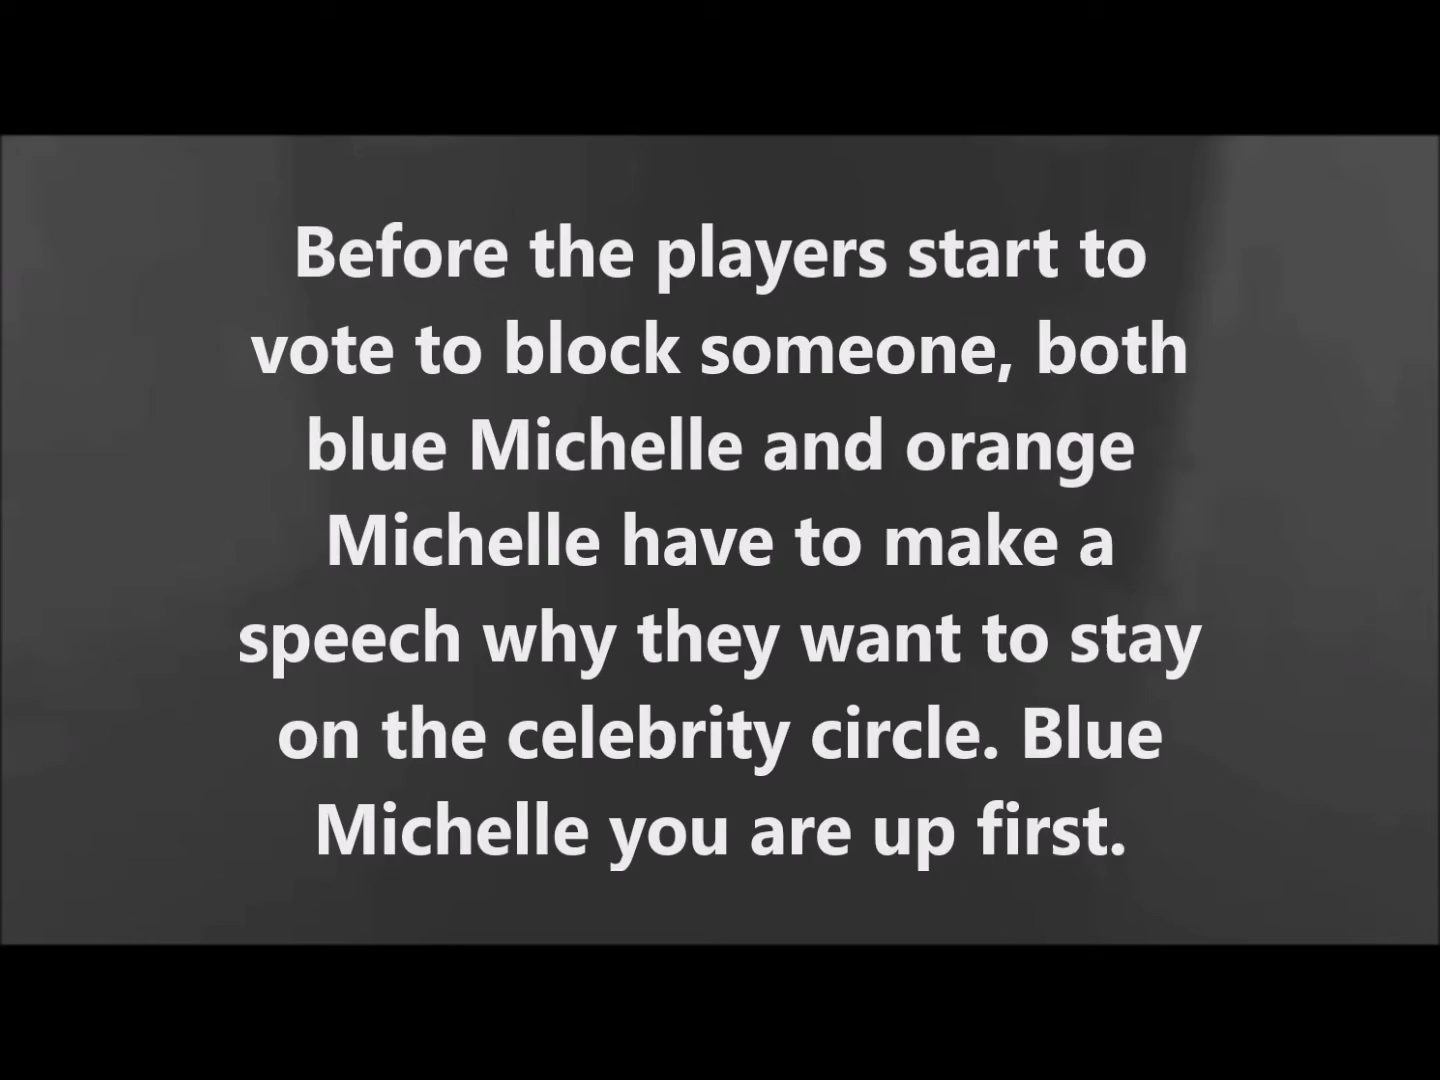 Before the players start to
vote to block someone, both
blue Michelle and orange
Michelle have to make a
speech why they want to stay
on the celebrity circle. Blue
Michelle you are up first.